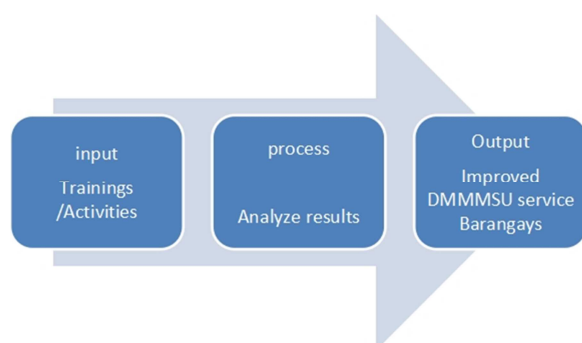 input
Trainings
/Activities
process
Analyze results
Output
Improved
DMMMSU service
Barangays